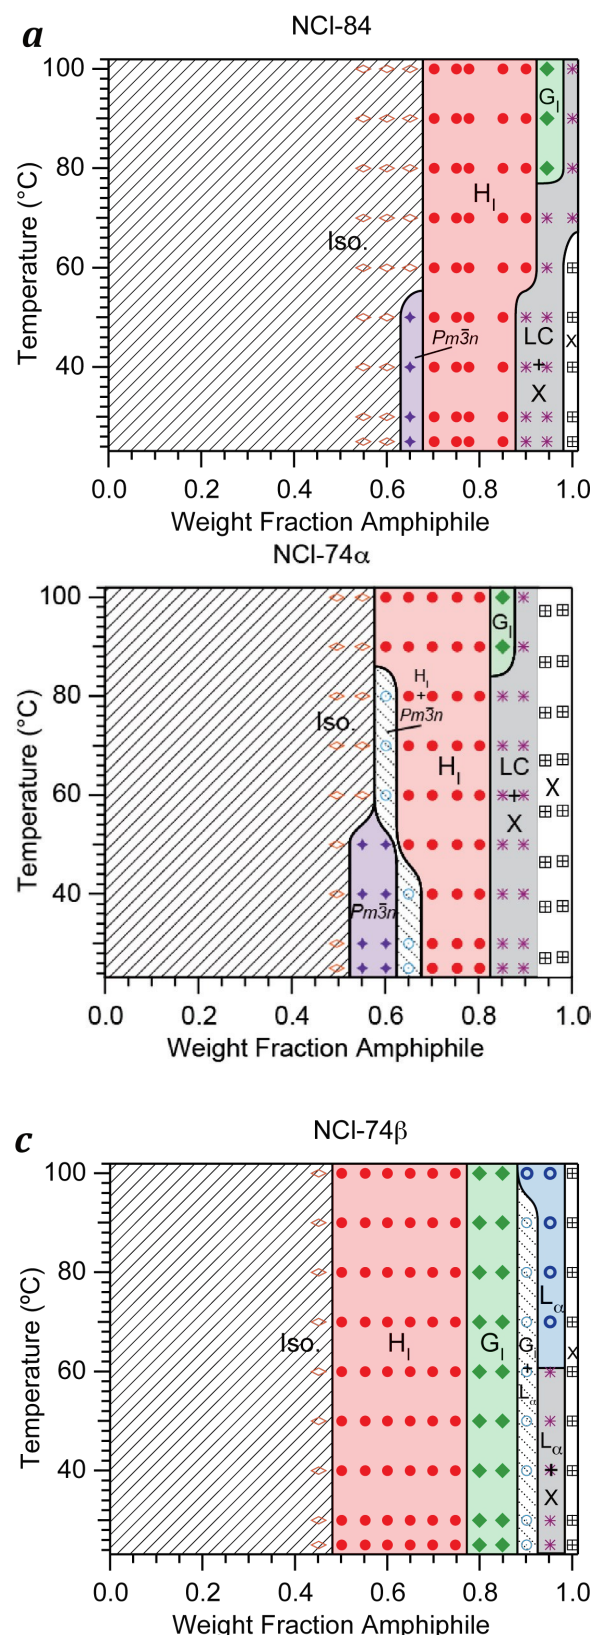 a
NCI-84
100
80
60
40
Temperature (°C)
Iso.
H_I
G_I
Pm3̄n
LC
+
X
X
0.0 0.2 0.4 0.6 0.8 1.0
Weight Fraction Amphiphile
NCI-74α
100
80
60
40
Temperature (°C)
Iso.
H_I
+
Pm3̄n
G_I
H_I
LC
+
X
X
Pm3̄n
0.0 0.2 0.4 0.6 0.8 1.0
Weight Fraction Amphiphile
c
NCI-74β
100
80
60
40
Temperature (ºC)
Iso.
H_I
G_I
G_I
+
L_α
L_α
X
L_α
+
X
0.0 0.2 0.4 0.6 0.8 1.0
Weight Fraction Amphiphile